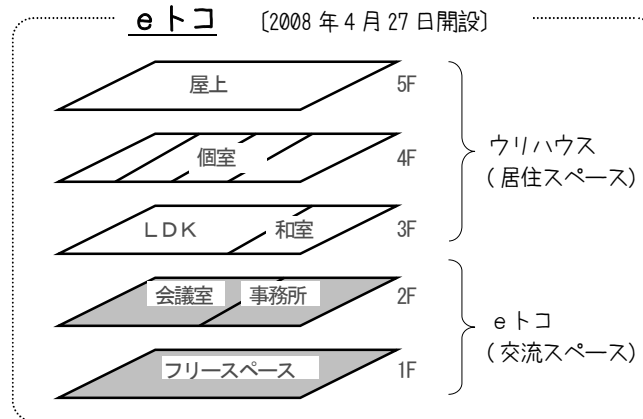 eトコ 〔2008年4月27日開設〕
屋上 5F
個室 4F
ウリハウス
(居住スペース)
LDK 和室 3F
会議室 事務所 2F
eトコ
(交流スペース)
フリースペース 1F